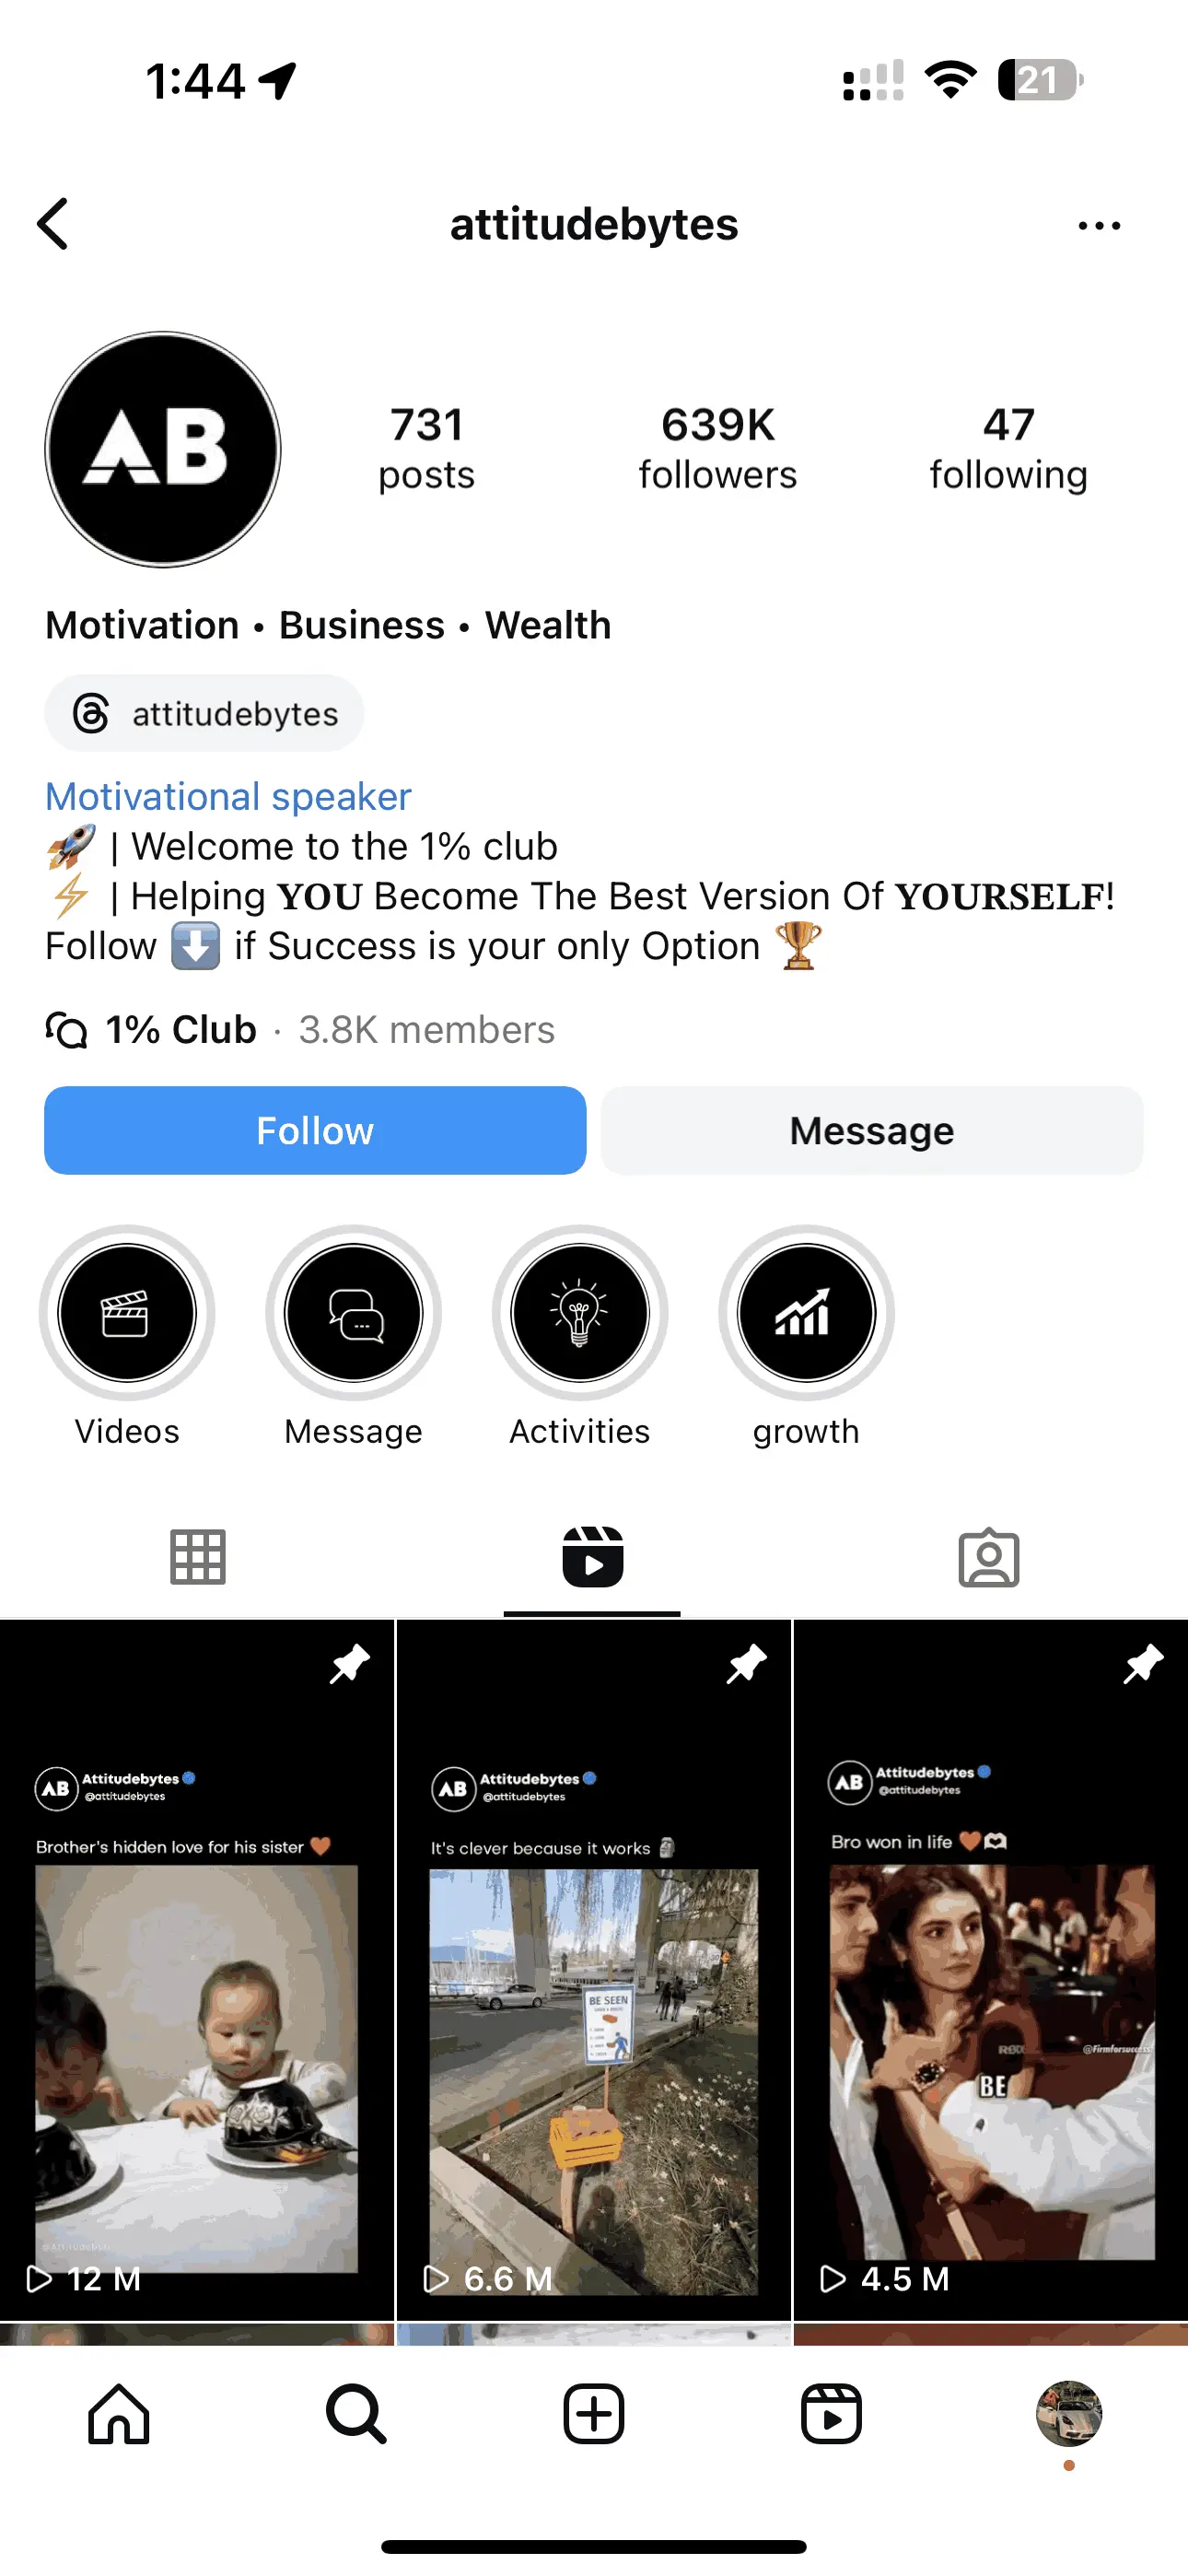 1:44
21
attitudebytes
AB
731
posts
639K
followers
47
following
Motivation • Business • Wealth
attitudebytes
Motivational speaker
🚀 | Welcome to the 1% club
⚡ | Helping YOU Become The Best Version Of YOURSELF!
Follow ⬇️ if Success is your only Option 🏆
1% Club · 3.8K members
Follow
Message
Videos
Message
Activities
growth
AB
Attitudebytes
@attitudebytes
Brother's hidden love for his sister 🧡
12 M
AB
Attitudebytes
@attitudebytes
It's clever because it works 🗿
BE SEEN
6.6 M
AB
Attitudebytes
@attitudebytes
Bro won in life 🧡🫶
@Firmforsuccess
BE
4.5 M